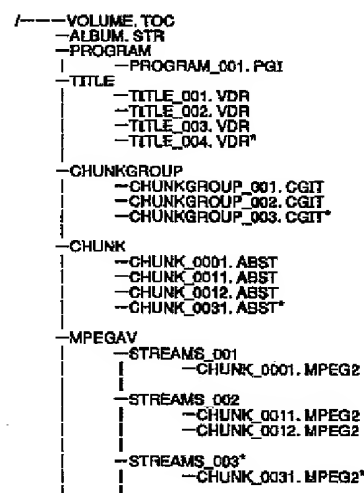 /----VOLUME.TOC
—ALBUM.STR
—PROGRAM
—PROGRAM_001.PGI
—TITLE
—TITLE_001.VDR
—TITLE_002.VDR
—TITLE_003.VDR
—TITLE_004.VDR*
—CHUNKGROUP
—CHUNKGROUP_001.CGIT
—CHUNKGROUP_002.CGIT
—CHUNKGROUP_003.CGIT*
—CHUNK
—CHUNK_0001.ABST
—CHUNK_0011.ABST
—CHUNK_0012.ABST
—CHUNK_0031.ABST*
—MPEGAV
—STREAMS_001
—CHUNK_0001.MPEG2
—STREAMS_002
—CHUNK_0011.MPEG2
—CHUNK_0012.MPEG2
—STREAMS_003*
—CHUNK_0031.MPEG2*